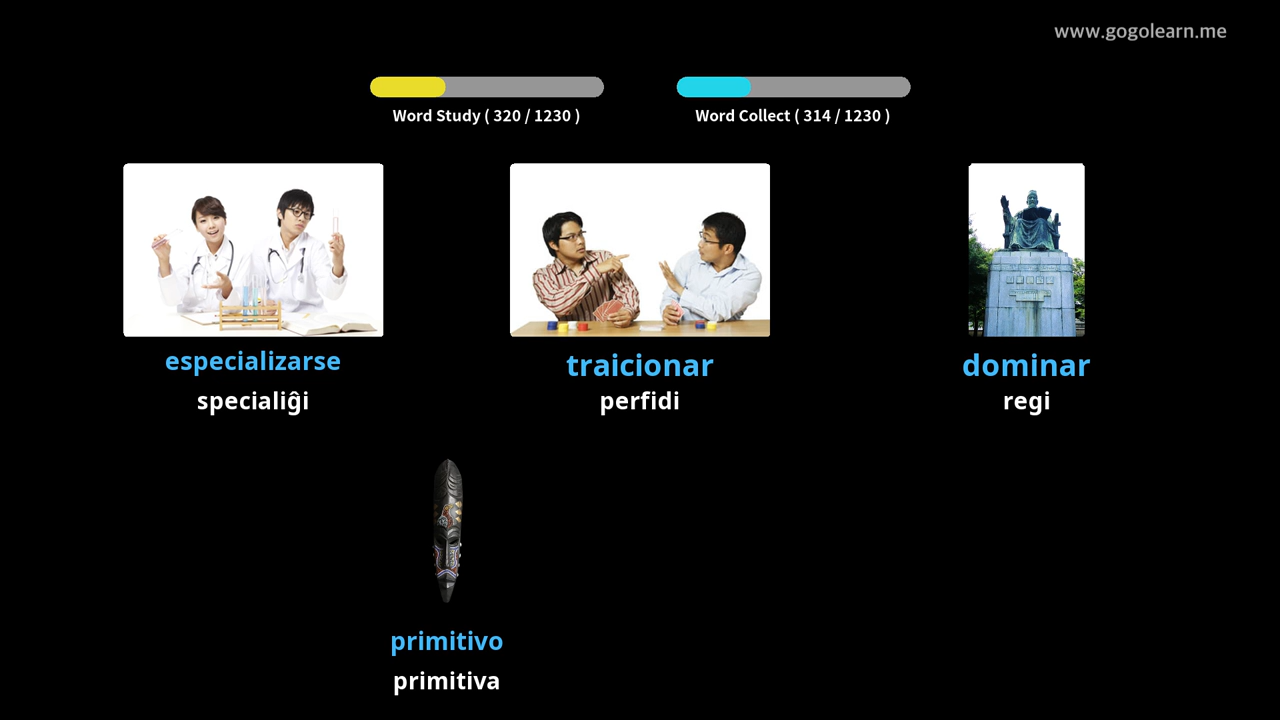 www.gogolearn.me
Word Study ( 320 / 1230 )
Word Collect ( 314 / 1230 )
especializarse
specialiĝi
traicionar
perfidi
dominar
regi
primitivo
primitiva